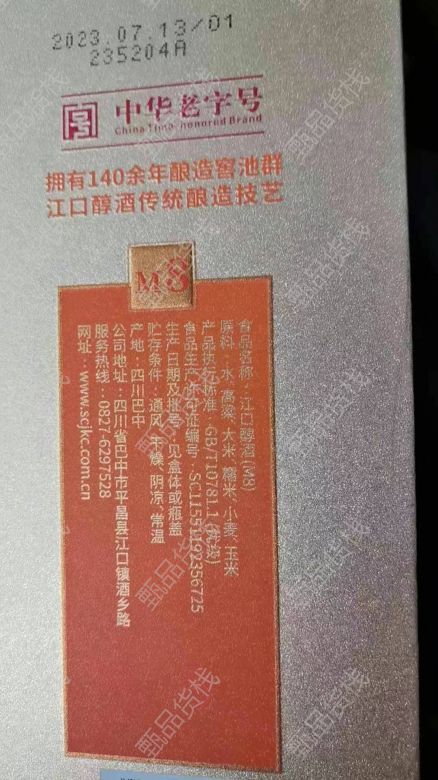 2023.07.13/01
235204A
中华老字号
China Time-honored Brand
拥有140余年酿造窖池群
江口醇酒传统酿造技艺
M8
食品名称：江口醇酒(M8)
原料：水、高粱、大米、糯米、小麦、玉米
产品执行标准：GB/T10781.1(优级)
食品生产许可证编号：SC11551192356725
生产日期及批号：见盒体或瓶盖
贮存条件：通风、干燥、阴凉、常温
产地：四川巴中
公司地址：四川省巴中市平昌县江口镇酒乡路
服务热线：0827-6297528
网址：www.scjkc.com.cn
甄品货栈